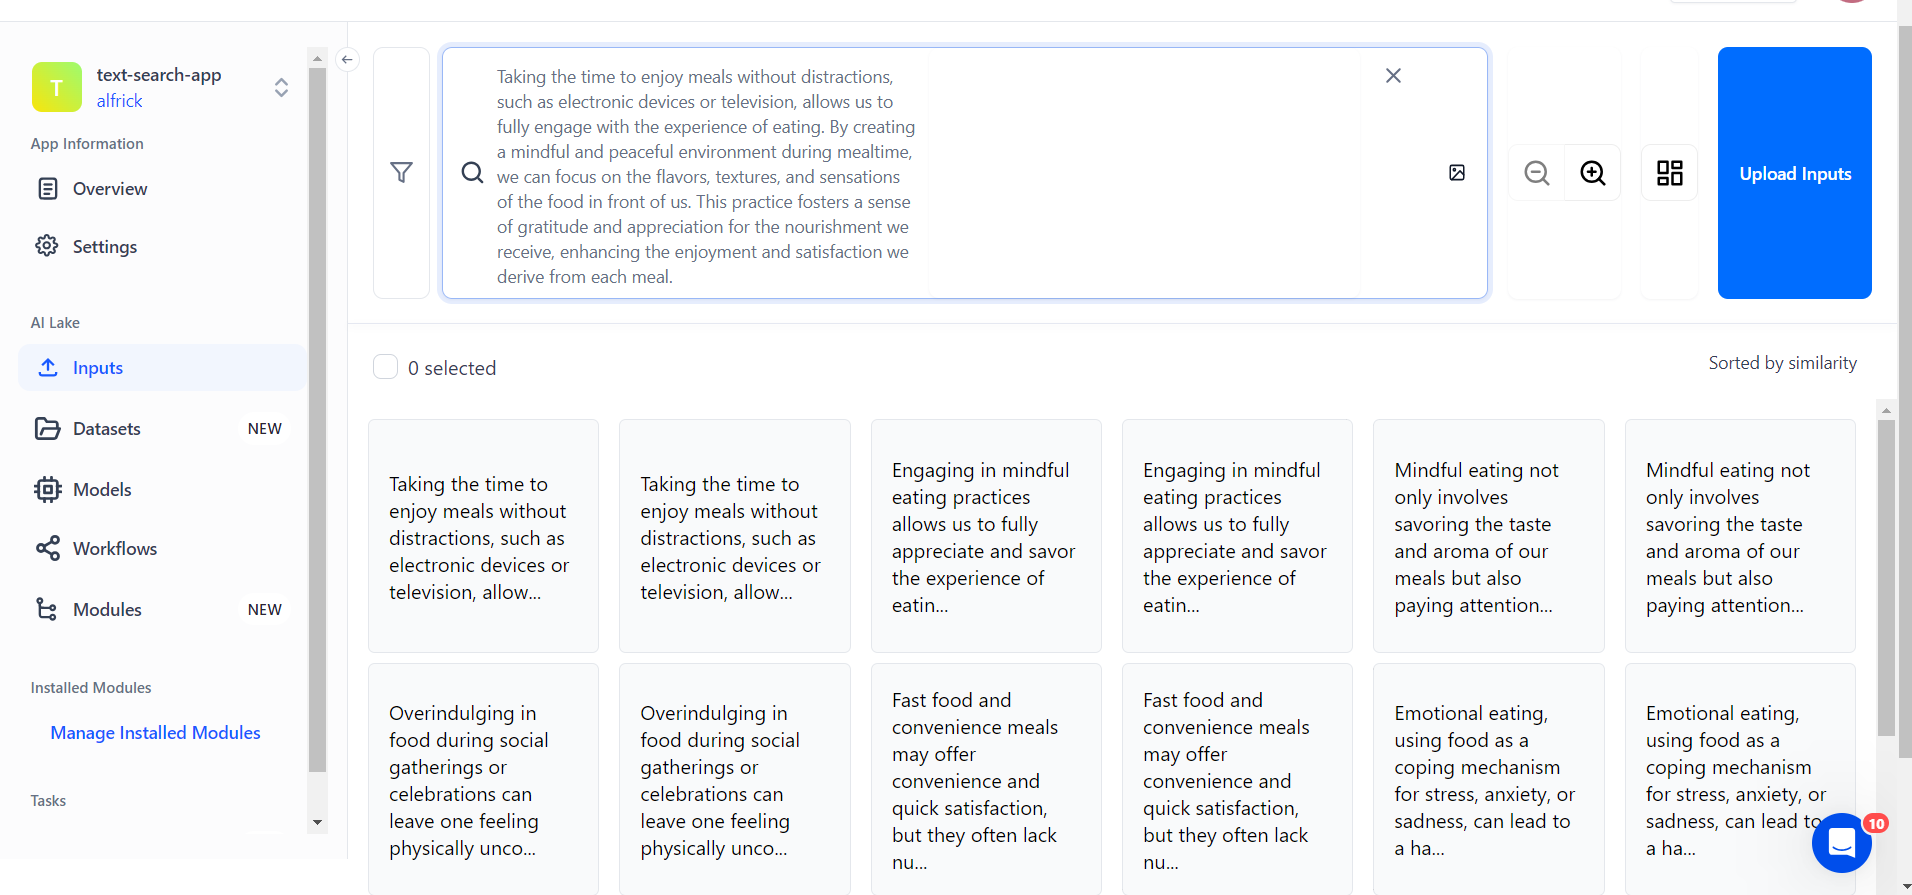 T
text-search-app
alfrick
App Information
Overview
Settings
AI Lake
Inputs
Datasets NEW
Models
Workflows
Modules NEW
Installed Modules
Manage Installed Modules
Tasks
Taking the time to enjoy meals without distractions,
such as electronic devices or television, allows us to
fully engage with the experience of eating. By creating
a mindful and peaceful environment during mealtime,
we can focus on the flavors, textures, and sensations
of the food in front of us. This practice fosters a sense
of gratitude and appreciation for the nourishment we
receive, enhancing the enjoyment and satisfaction we
derive from each meal.
Upload Inputs
0 selected
Sorted by similarity
Taking the time to
enjoy meals without
distractions, such as
electronic devices or
television, allow...
Taking the time to
enjoy meals without
distractions, such as
electronic devices or
television, allow...
Engaging in mindful
eating practices
allows us to fully
appreciate and savor
the experience of
eatin...
Engaging in mindful
eating practices
allows us to fully
appreciate and savor
the experience of
eatin...
Mindful eating not
only involves
savoring the taste
and aroma of our
meals but also
paying attention...
Mindful eating not
only involves
savoring the taste
and aroma of our
meals but also
paying attention...
Overindulging in
food during social
gatherings or
celebrations can
leave one feeling
physically unco...
Overindulging in
food during social
gatherings or
celebrations can
leave one feeling
physically unco...
Fast food and
convenience meals
may offer
convenience and
quick satisfaction,
but they often lack
nu...
Fast food and
convenience meals
may offer
convenience and
quick satisfaction,
but they often lack
nu...
Emotional eating,
using food as a
coping mechanism
for stress, anxiety, or
sadness, can lead to
a ha...
Emotional eating,
using food as a
coping mechanism
for stress, anxiety, or
sadness, can lead to
a ha...
10